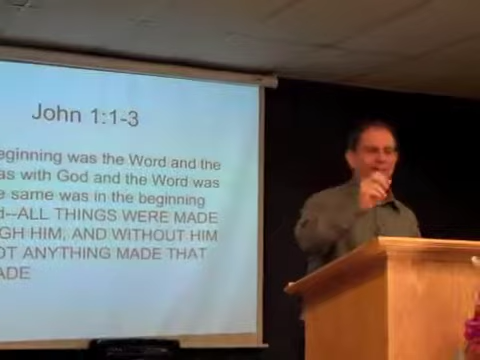 John 1:1-3
eginning was the Word and the
as with God and the Word was
e same was in the beginning
d--ALL THINGS WERE MADE
GH HIM, AND WITHOUT HIM
OT ANYTHING MADE THAT
ADE